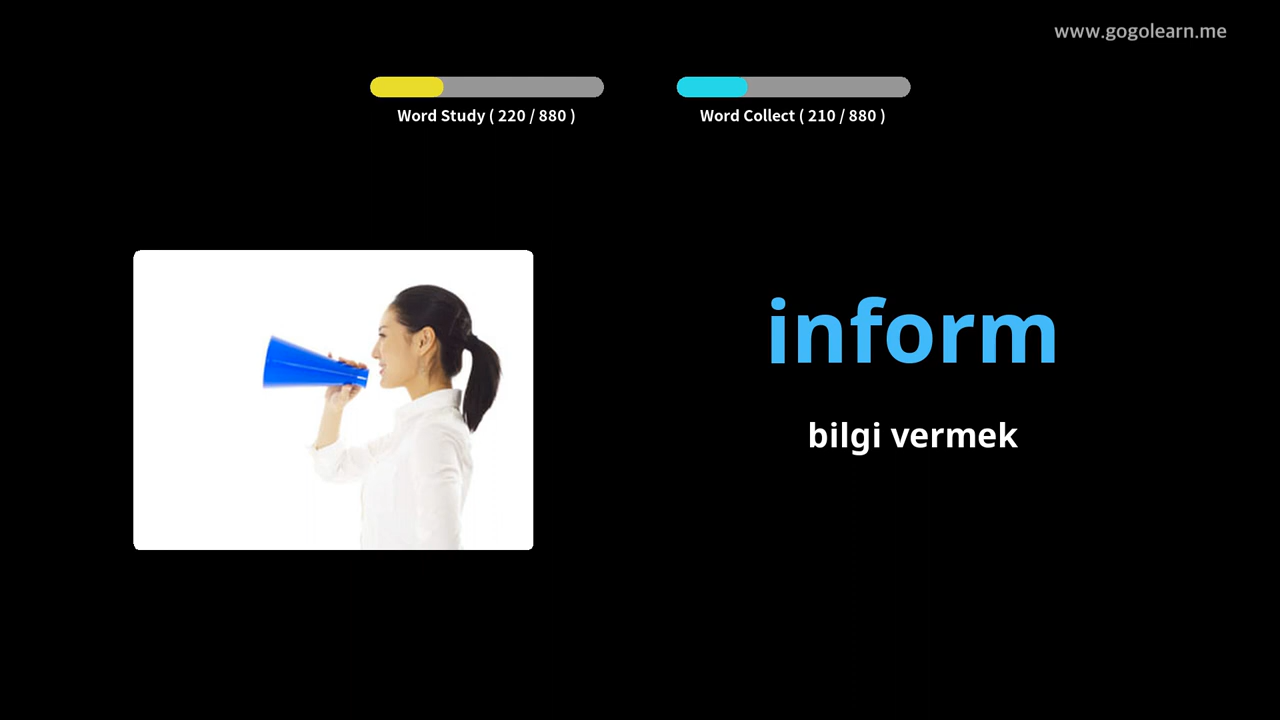 www.gogolearn.me
Word Study ( 220 / 880 )
Word Collect ( 210 / 880 )
inform
bilgi vermek